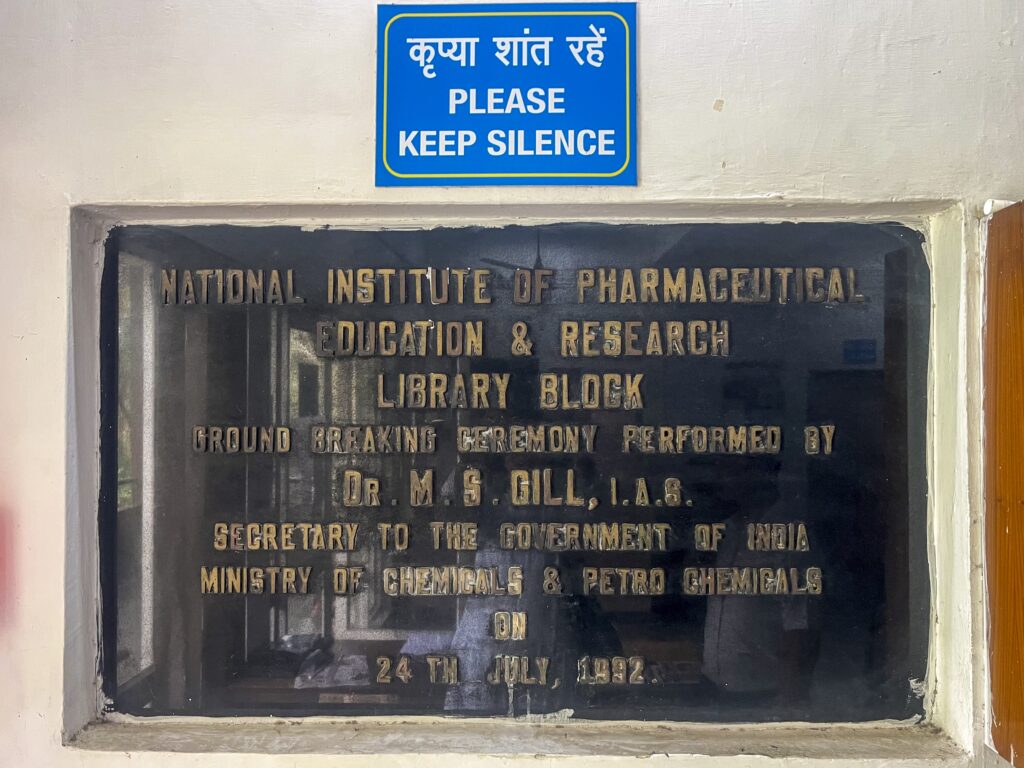 कृप्या शांत रहें
PLEASE
KEEP SILENCE
NATIONAL INSTITUTE OF PHARMACEUTICAL
EDUCATION & RESEARCH
LIBRARY BLOCK
GROUND BREAKING CEREMONY PERFORMED BY
DR. M. S. GILL, I.A.S.
SECRETARY TO THE GOVERNMENT OF INDIA
MINISTRY OF CHEMICALS & PETRO CHEMICALS
ON
24 TH JULY, 1992.